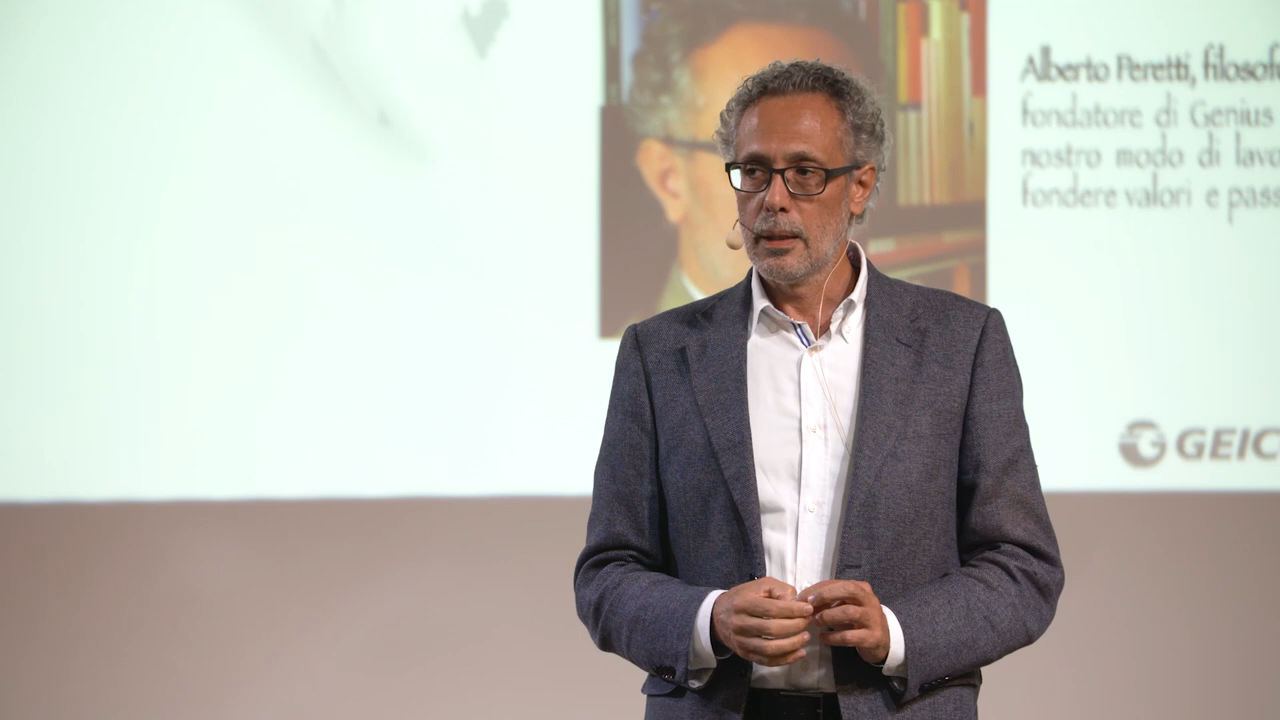 Alberto Peretti, filosofo
fondatore di Genius
nostro modo di lavo
fondere valori e pass
GEIC